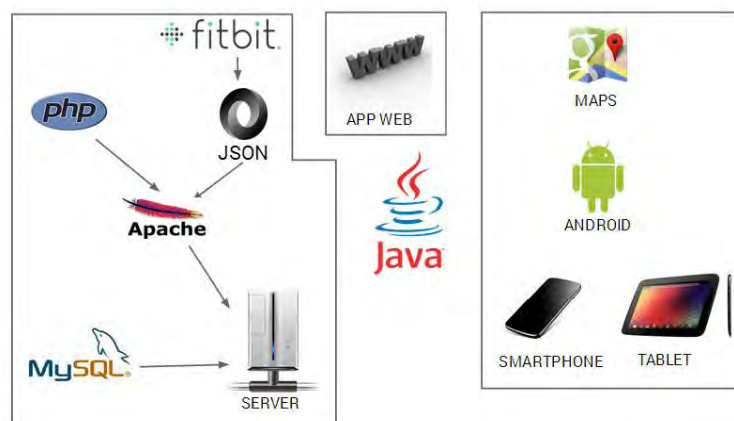 fitbit.
php
JSON
Apache
MySQL®
SERVER
WWW
APP WEB
Java
MAPS
ANDROID
SMARTPHONE
TABLET